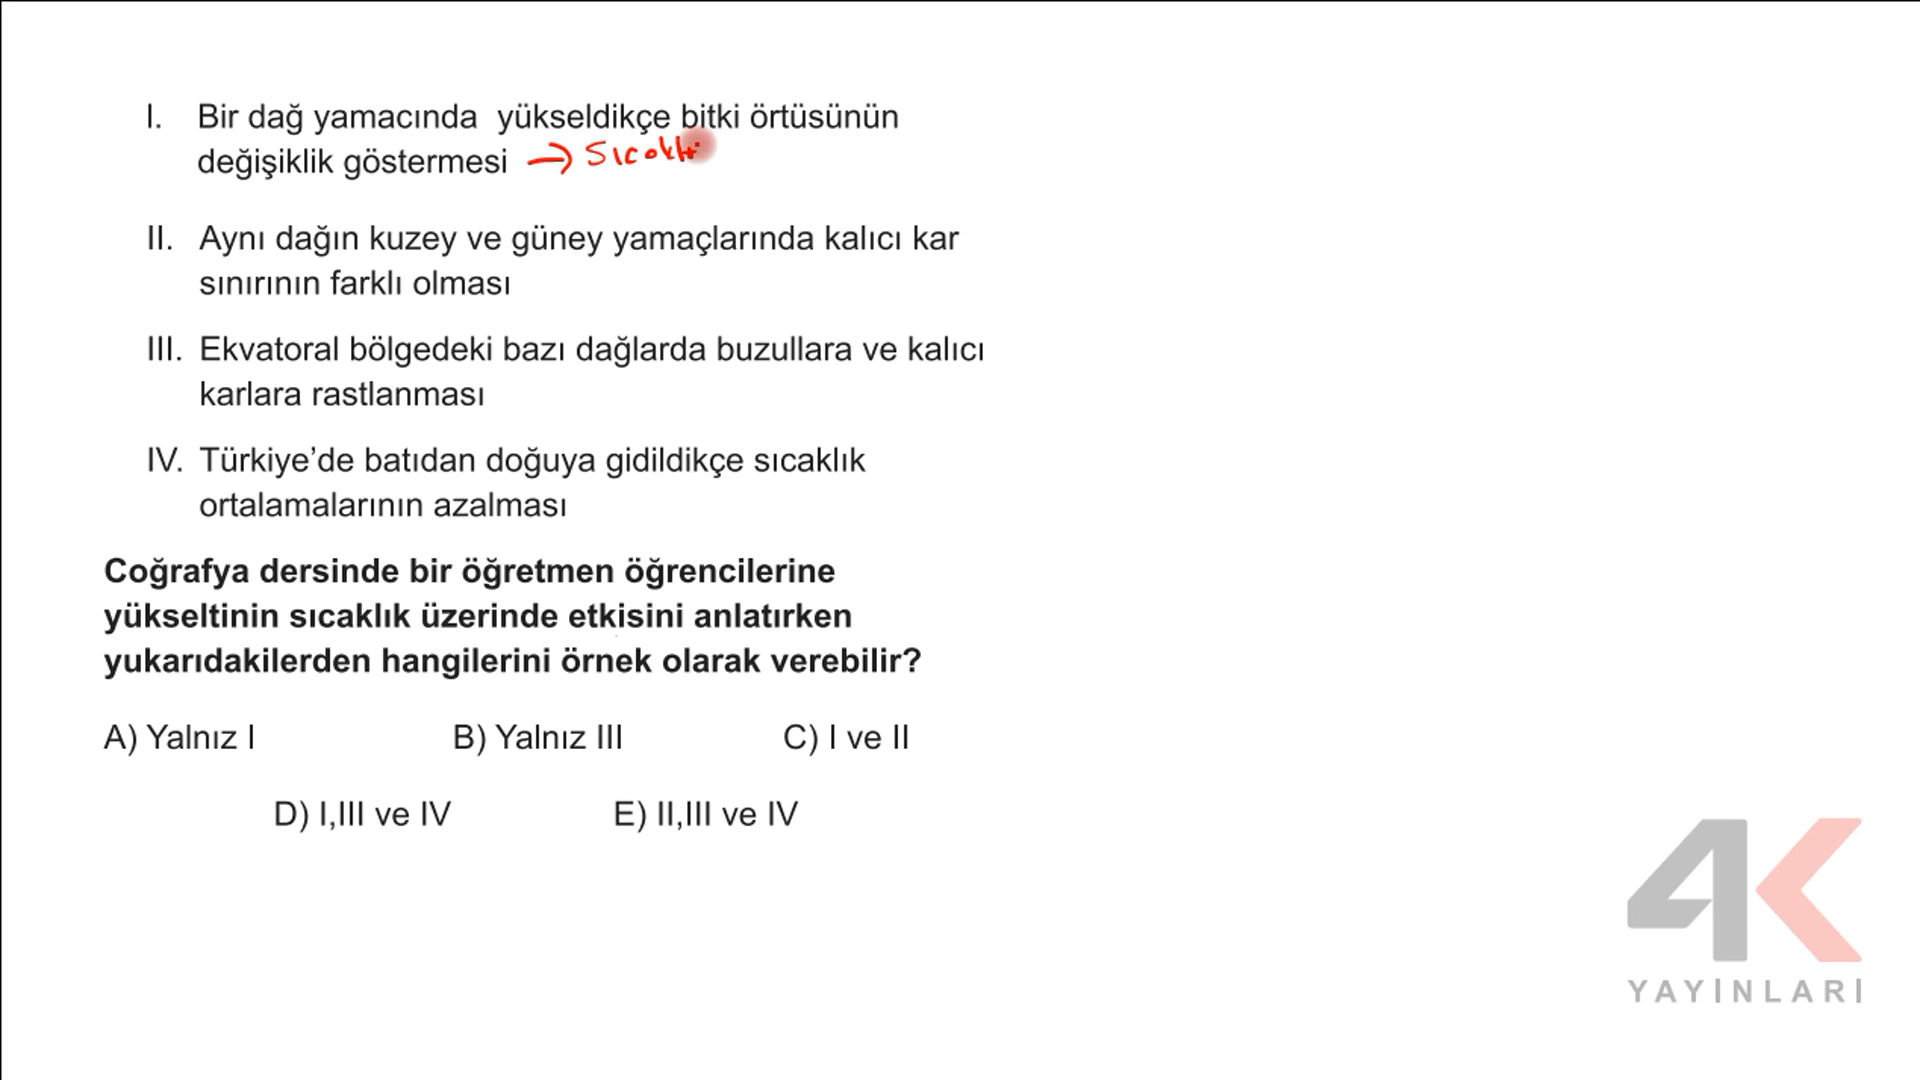 I. Bir dağ yamacında yükseldikçe bitki örtüsünün
değişiklik göstermesi →
II. Aynı dağın kuzey ve güney yamaçlarında kalıcı kar
sınırının farklı olması
III. Ekvatoral bölgedeki bazı dağlarda buzullara ve kalıcı
karlara rastlanması
IV. Türkiye’de batıdan doğuya gidildikçe sıcaklık
ortalamalarının azalması
Coğrafya dersinde bir öğretmen öğrencilerine
yükseltinin sıcaklık üzerinde etkisini anlatırken
yukarıdakilerden hangilerini örnek olarak verebilir?
A) Yalnız I B) Yalnız III C) I ve II
D) I,III ve IV E) II,III ve IV
4K
YAYINLARI